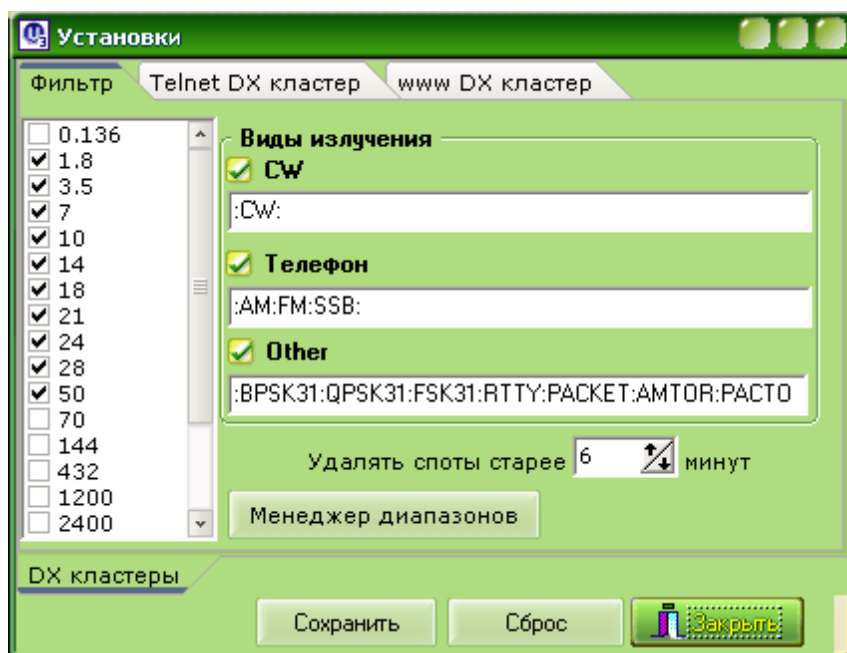 Установки
Фильтр Telnet DX кластер www DX кластер
0.136
1.8
3.5
7
10
14
18
21
24
28
50
70
144
432
1200
2400
Виды излучения
CW
:CW:
Телефон
:AM:FM:SSB:
Other
:BPSK31:QPSK31:FSK31:RTTY:PACKET:AMTOR:PACTO
Удалять споты старее 6 минут
Менеджер диапазонов
DX кластеры
Сохранить Сброс Закрыть